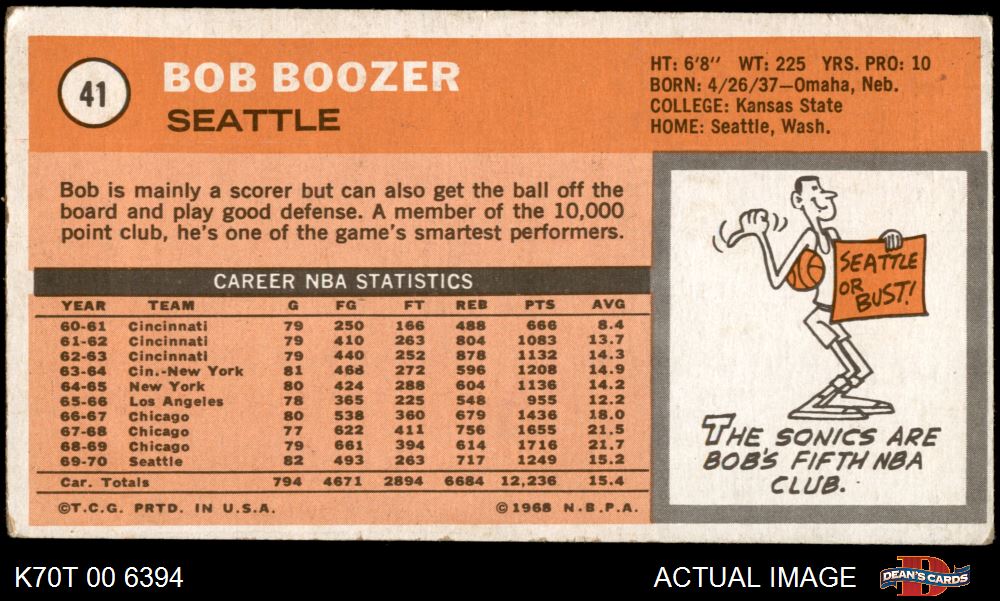 41
BOB BOOZER
SEATTLE
HT: 6'8" WT: 225 YRS. PRO: 10
BORN: 4/26/37—Omaha, Neb.
COLLEGE: Kansas State
HOME: Seattle, Wash.
Bob is mainly a scorer but can also get the ball off the
board and play good defense. A member of the 10,000
point club, he's one of the game's smartest performers.
CAREER NBA STATISTICS
YEAR TEAM G FG FT REB PTS AVG
60-61 Cincinnati 79 250 166 488 666 8.4
61-62 Cincinnati 79 410 263 804 1083 13.7
62-63 Cincinnati 79 440 252 878 1132 14.3
63-64 Cin.-New York 81 468 272 596 1208 14.9
64-65 New York 80 424 288 604 1136 14.2
65-66 Los Angeles 78 365 225 548 955 12.2
66-67 Chicago 80 538 360 679 1436 18.0
67-68 Chicago 77 622 411 756 1655 21.5
68-69 Chicago 79 661 394 614 1716 21.7
69-70 Seattle 82 493 263 717 1249 15.2
Car. Totals 794 4671 2894 6684 12,236 15.4
©T.C.G. PRTD. IN U.S.A. ©1968 N.B.P.A.
SEATTLE
OR
BUST!
THE SONICS ARE
BOB'S FIFTH NBA
CLUB.
K70T 00 6394
ACTUAL IMAGE
D
DEAN'S CARDS